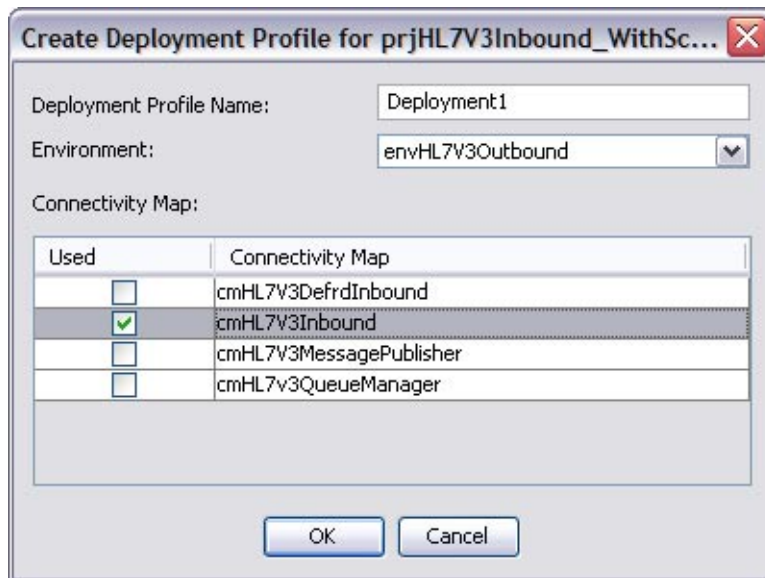 Create Deployment Profile for prjHL7V3Inbound_WithSc...
Deployment Profile Name: Deployment1
Environment: envHL7V3Outbound
Connectivity Map:
Used Connectivity Map
cmHL7V3DefrdInbound
cmHL7V3Inbound
cmHL7V3MessagePublisher
cmHL7v3QueueManager
OK Cancel